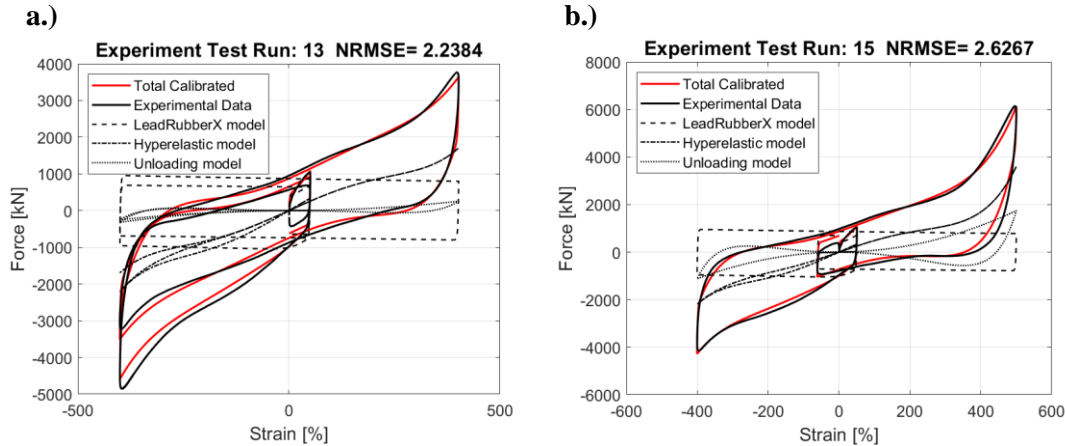 a.)
Experiment Test Run: 13 NRMSE= 2.2384
4000
3000
2000
1000
0
-1000
-2000
-3000
-4000
-5000
Force [kN]
Total Calibrated
Experimental Data
LeadRubberX model
Hyperelastic model
Unloading model
-500
0
500
Strain [%]
b.)
Experiment Test Run: 15 NRMSE= 2.6267
8000
6000
4000
2000
0
-2000
-4000
-6000
Force [kN]
Total Calibrated
Experimental Data
LeadRubberX model
Hyperelastic model
Unloading model
-600
-400
-200
0
200
400
600
Strain [%]